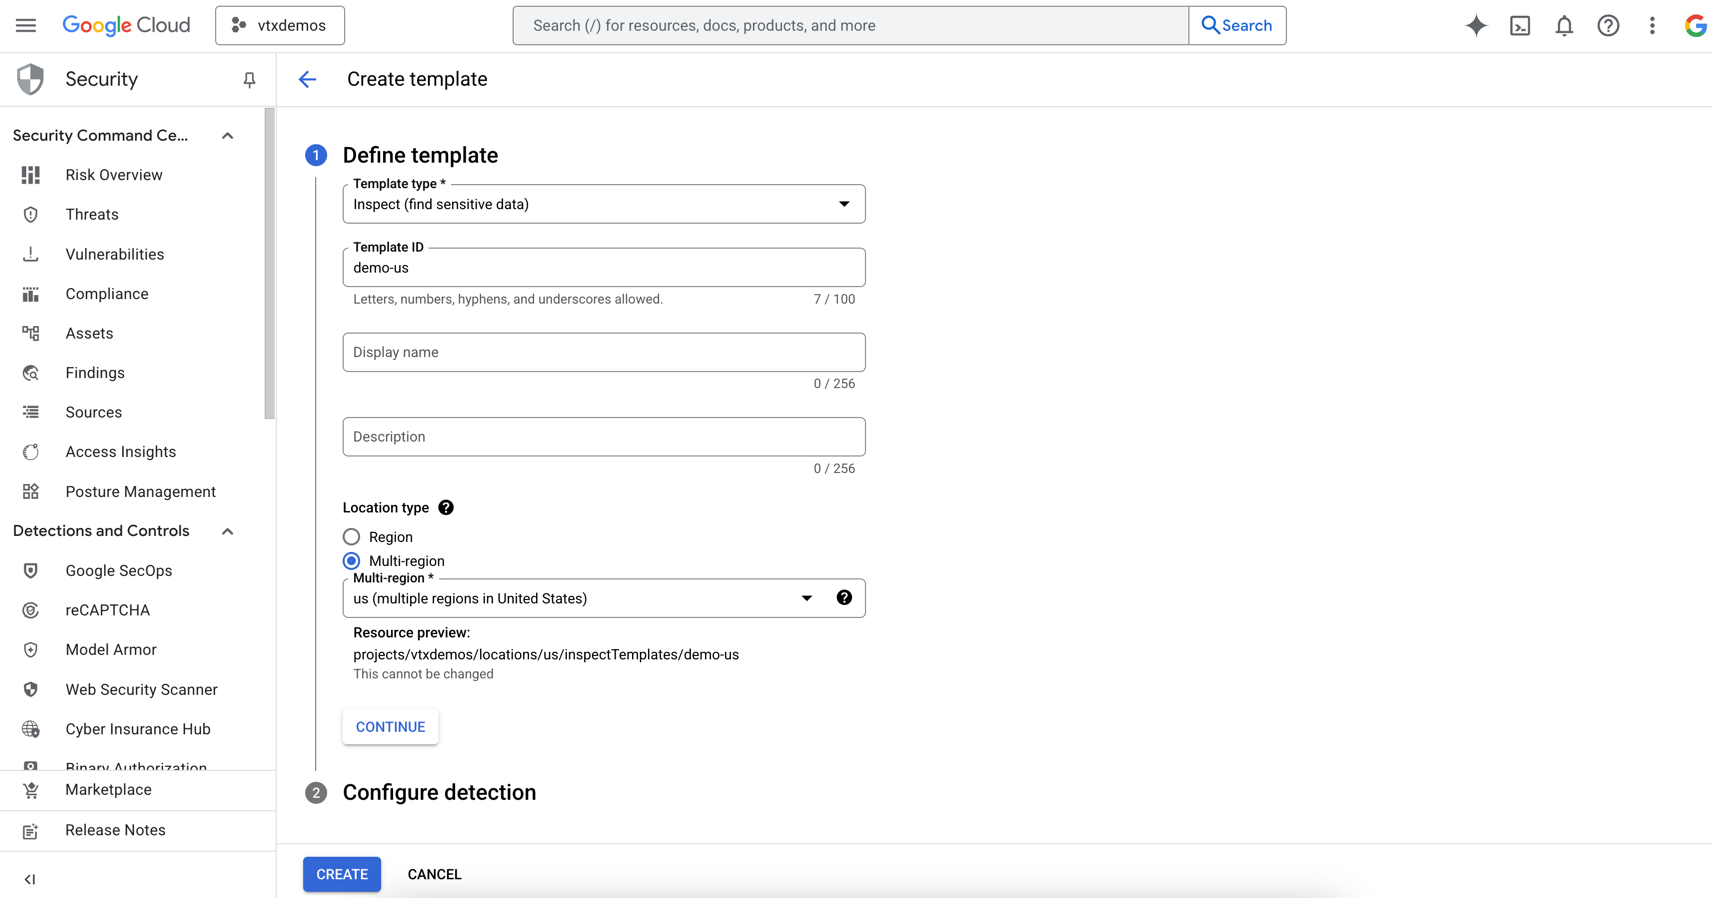 Google Cloud
vtxdemos
Search (/) for resources, docs, products, and more
Search
Security
Create template
Security Command Ce...
Risk Overview
Threats
Vulnerabilities
Compliance
Assets
Findings
Sources
Access Insights
Posture Management
Detections and Controls
Google SecOps
reCAPTCHA
Model Armor
Web Security Scanner
Cyber Insurance Hub
Binary Authorization
Marketplace
Release Notes
1
Define template
Template type *
Inspect (find sensitive data)
Template ID
demo-us
Letters, numbers, hyphens, and underscores allowed.
7 / 100
Display name
0 / 256
Description
0 / 256
Location type
Region
Multi-region
Multi-region *
us (multiple regions in United States)
Resource preview:
projects/vtxdemos/locations/us/inspectTemplates/demo-us
This cannot be changed
CONTINUE
2
Configure detection
CREATE
CANCEL